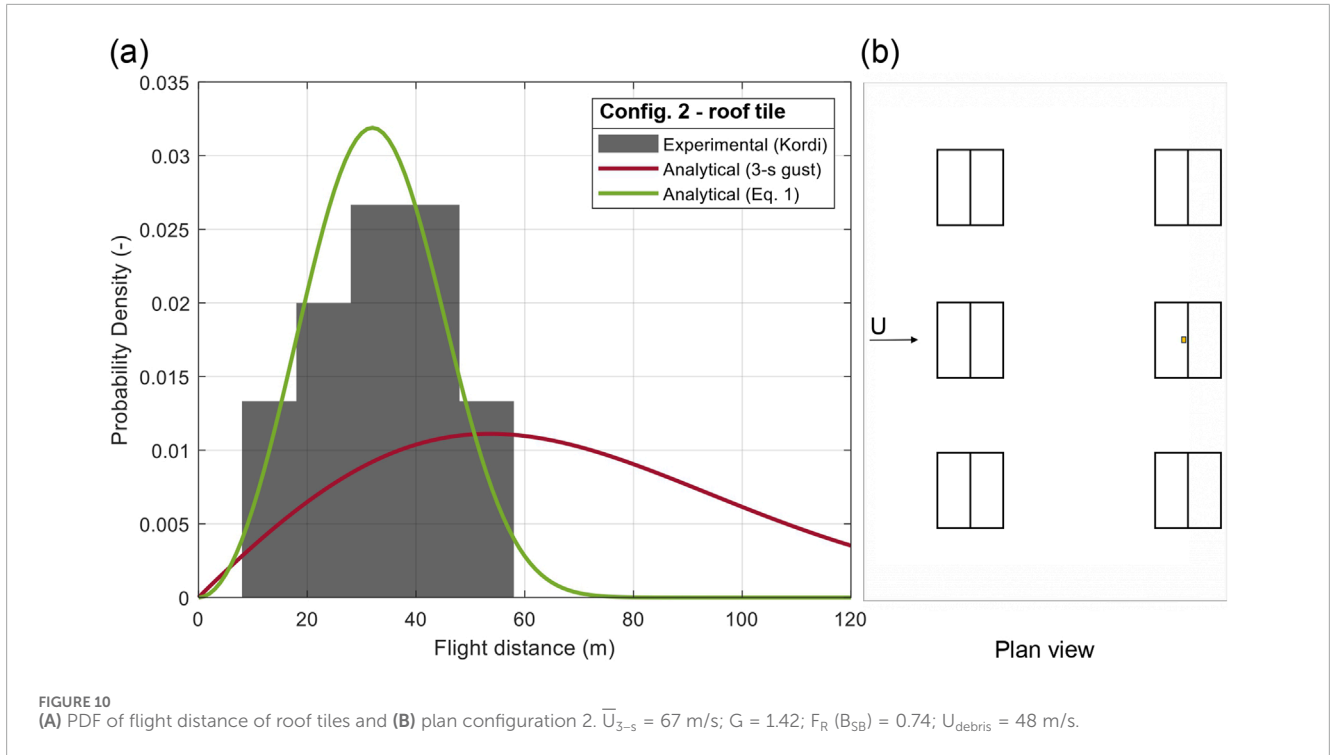 (a)
(b)
0.035
0.03
0.025
0.02
0.015
0.01
0.005
0
Probability Density (-)
0 20 40 60 80 100 120
Flight distance (m)
Config. 2 - roof tile
Experimental (Kordi)
Analytical (3-s gust)
Analytical (Eq. 1)
U
Plan view
FIGURE 10
(A) PDF of flight distance of roof tiles and (B) plan configuration 2. U̅₃₋ₛ = 67 m/s; G = 1.42; F_R (B_SB) = 0.74; U_debris = 48 m/s.